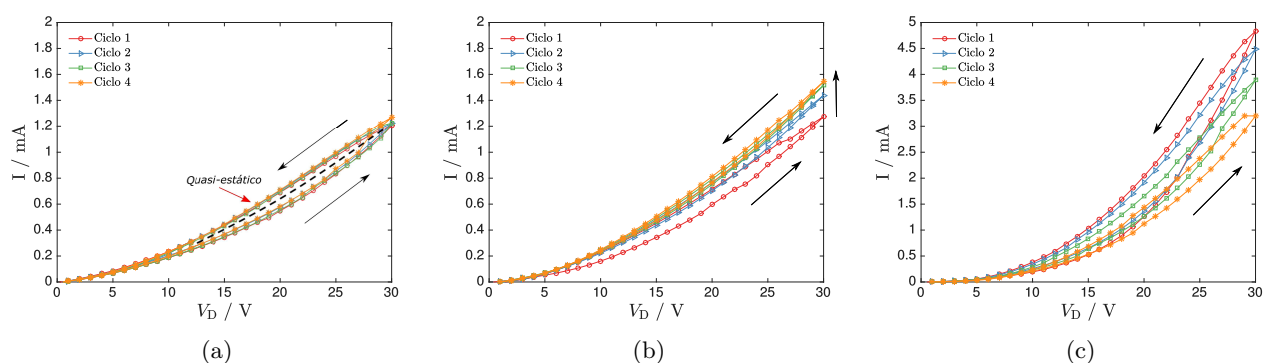 2
1.8
1.6
1.4
1.2
1
0.8
0.6
0.4
0.2
0
0 5 10 15 20 25 30
I / mA
V_D / V
Ciclo 1
Ciclo 2
Ciclo 3
Ciclo 4
Quasi-estático
(a)
2
1.8
1.6
1.4
1.2
1
0.8
0.6
0.4
0.2
0
0 5 10 15 20 25 30
I / mA
V_D / V
Ciclo 1
Ciclo 2
Ciclo 3
Ciclo 4
(b)
5
4.5
4
3.5
3
2.5
2
1.5
1
0.5
0
0 5 10 15 20 25 30
I / mA
V_D / V
Ciclo 1
Ciclo 2
Ciclo 3
Ciclo 4
(c)